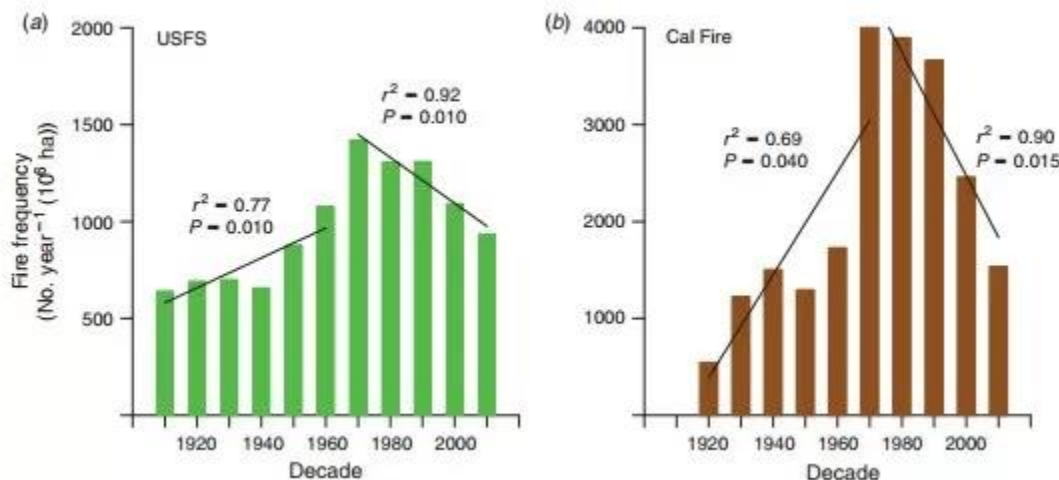 (a)
USFS
2000
1500
1000
500
Fire frequency
(No. year⁻¹ (10⁶ ha))
r² = 0.77
P = 0.010
r² = 0.92
P = 0.010
1920 1940 1960 1980 2000
Decade
(b)
Cal Fire
4000
3000
2000
1000
r² = 0.69
P = 0.040
r² = 0.90
P = 0.015
1920 1940 1960 1980 2000
Decade